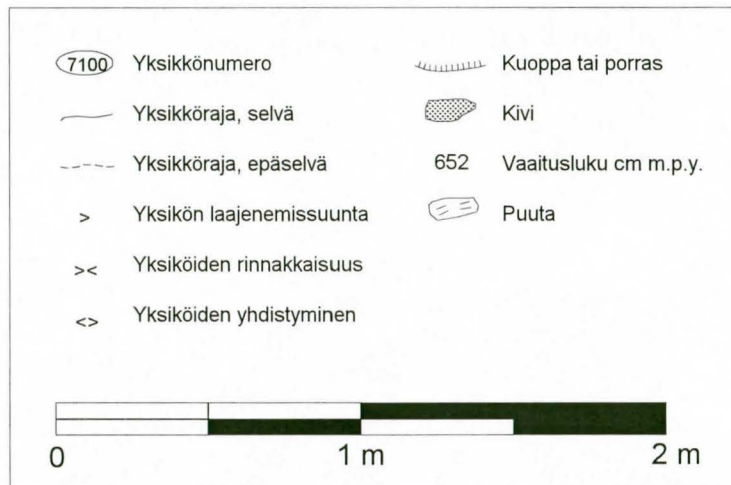 7100 Yksikkönumero
Yksikköraja, selvä
Yksikköraja, epäselvä
> Yksikön laajenemissuunta
>< Yksiköiden rinnakkaisuus
<> Yksiköiden yhdistyminen
Kuoppa tai porras
Kivi
652 Vaaitusluku cm m.p.y.
Puuta
0 1 m 2 m